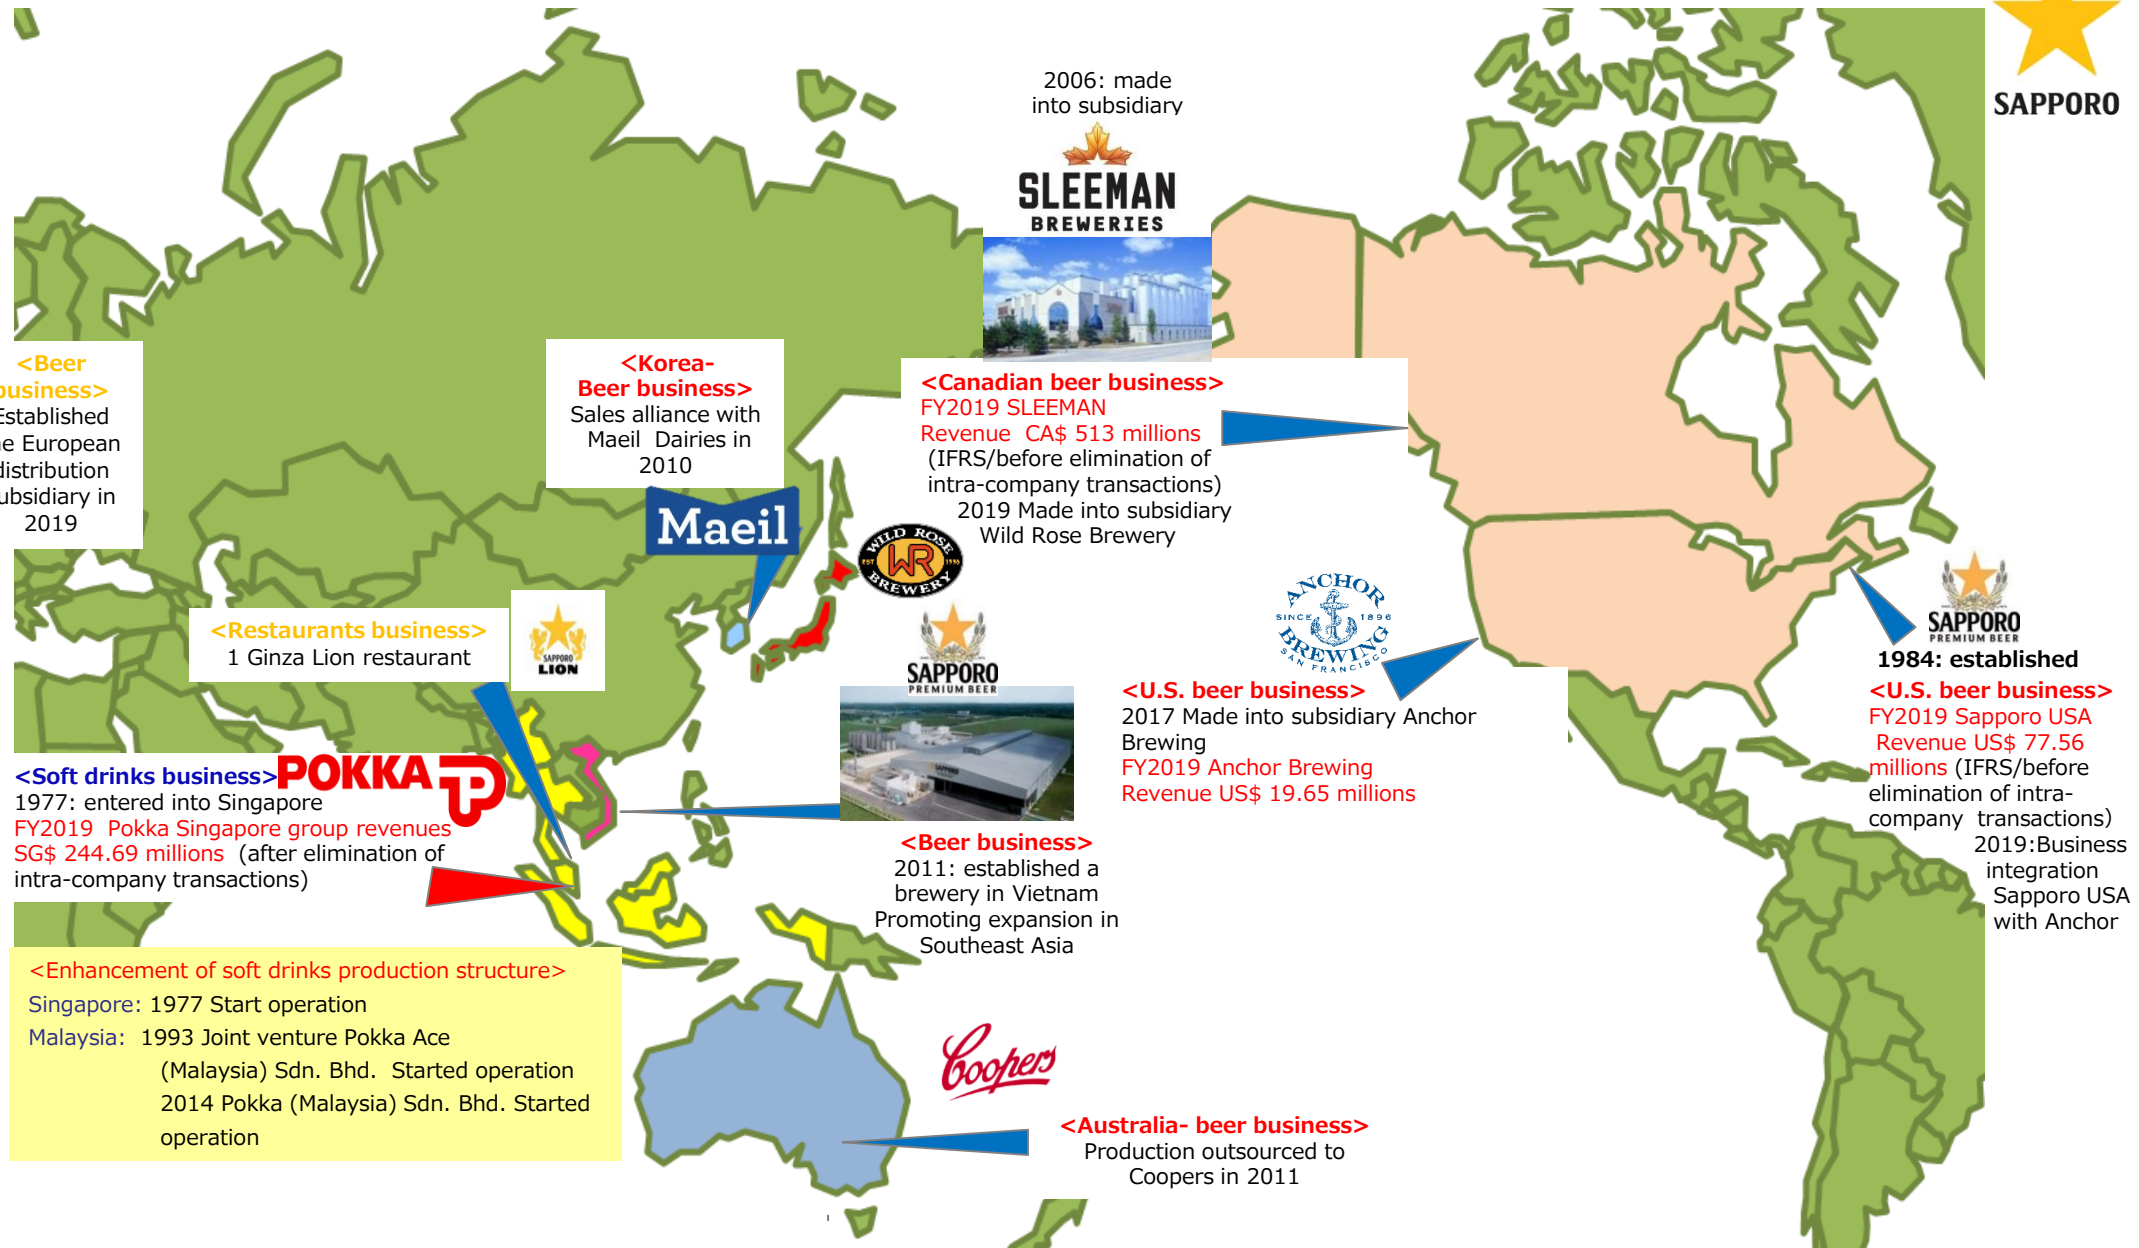 SAPPORO
2006: made
into subsidiary
SLEEMAN
BREWERIES
<Beer
business>
Established
European
distribution
subsidiary in
2019
<Korea-
Beer business>
Sales alliance with
Maeil Dairies in
2010
Maeil
<Canadian beer business>
FY2019 SLEEMAN
Revenue CA$ 513 millions
(IFRS/before elimination of
intra-company transactions)
2019 Made into subsidiary
Wild Rose Brewery
WILD ROSE
EST WR 1996
BREWERY
<Restaurants business>
1 Ginza Lion restaurant
SAPPORO
LION
SAPPORO
PREMIUM BEER
ANCHOR
SINCE 1896
BREWING
SAN FRANCISCO
<U.S. beer business>
2017 Made into subsidiary Anchor
Brewing
FY2019 Anchor Brewing
Revenue US$ 19.65 millions
SAPPORO
PREMIUM BEER
1984: established
<U.S. beer business>
FY2019 Sapporo USA
Revenue US$ 77.56
millions (IFRS/before
elimination of intra-
company transactions)
2019:Business
integration
Sapporo USA
with Anchor
<Soft drinks business>
POKKA
1977: entered into Singapore
FY2019 Pokka Singapore group revenues
SG$ 244.69 millions (after elimination of
intra-company transactions)
SAPPORO
<Beer business>
2011: established a
brewery in Vietnam
Promoting expansion in
Southeast Asia
<Enhancement of soft drinks production structure>
Singapore: 1977 Start operation
Malaysia: 1993 Joint venture Pokka Ace
(Malaysia) Sdn. Bhd. Started operation
2014 Pokka (Malaysia) Sdn. Bhd. Started
operation
Coopers
<Australia- beer business>
Production outsourced to
Coopers in 2011